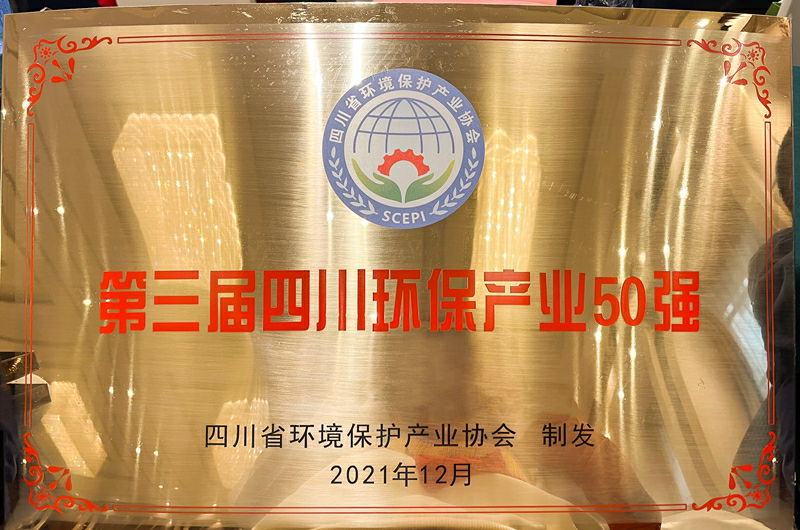 四川省环境保护产业协会
SCEPI
第三届四川环保产业50强
四川省环境保护产业协会 制发
2021年12月